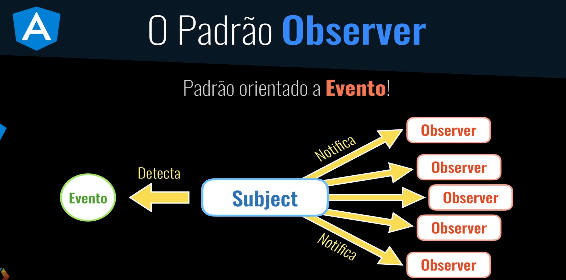 A
O Padrão Observer
Padrão orientado a Evento!
Notifica
Observer
Detecta
Observer
Evento
Subject
Observer
Observer
Notifica
Observer